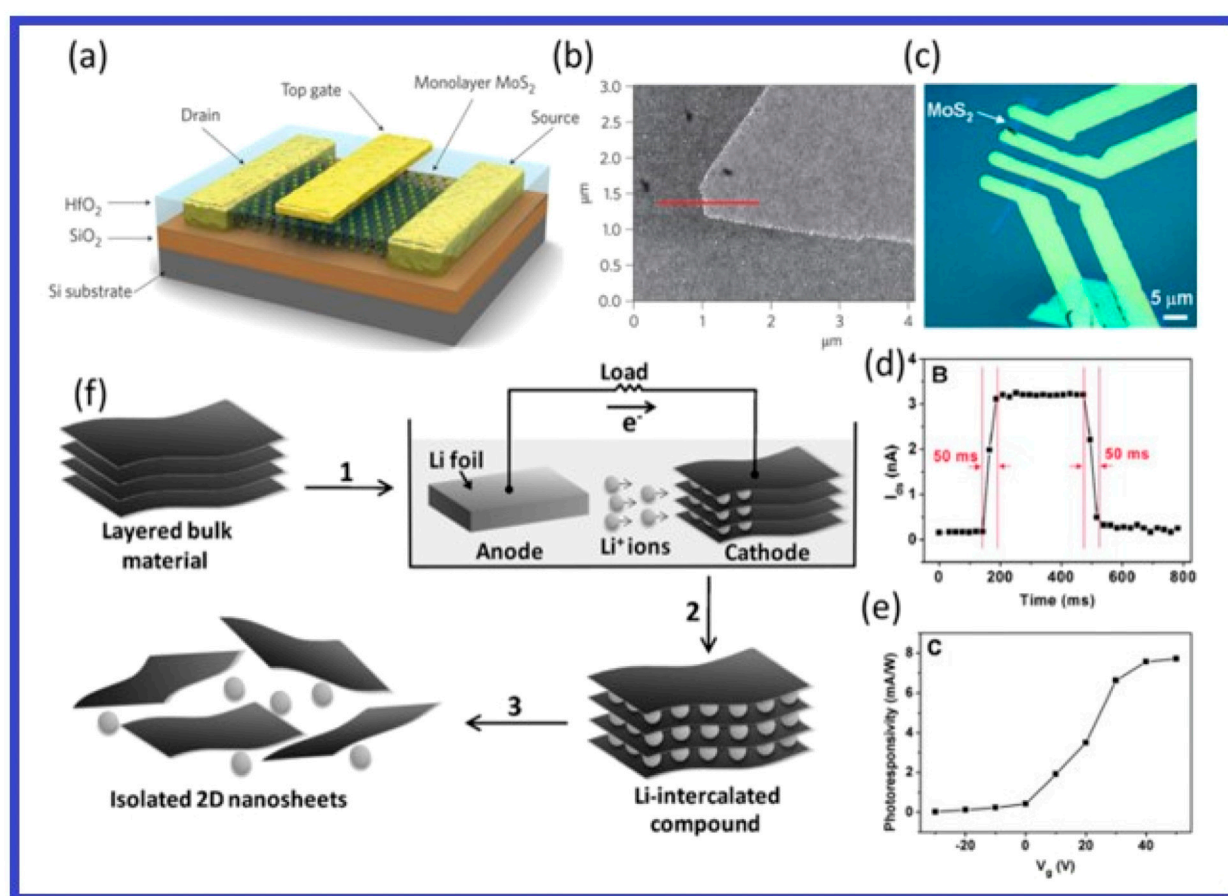 (a)
Drain
Top gate
Monolayer MoS₂
Source
HfO₂
SiO₂
Si substrate
(b)
3.0
2.5
2.0
μm
1.5
1.0
0.5
0.0
0 1 2 3 4
μm
(c)
MoS₂
5 μm
(d)
B
4
3
2
1
0
I_ds (nA)
50 ms
50 ms
0 200 400 600 800
Time (ms)
(e)
C
8
6
4
2
0
Photoresponsivity (mA/W)
-20 0 20 40
V_g (V)
(f)
Layered bulk
material
1
Load
e⁻
Li foil
Anode
Li⁺ ions
Cathode
2
Li-intercalated
compound
3
Isolated 2D nanosheets